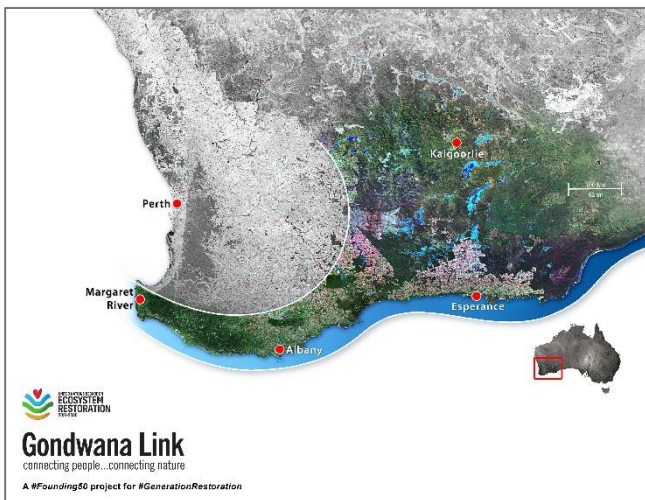 Kalgoorlie
Perth
Margaret
River
Esperance
Albany
ECOSYSTEM
RESTORATION
Gondwana Link
connecting people...connecting nature
A #Founding50 project for #GenerationRestoration